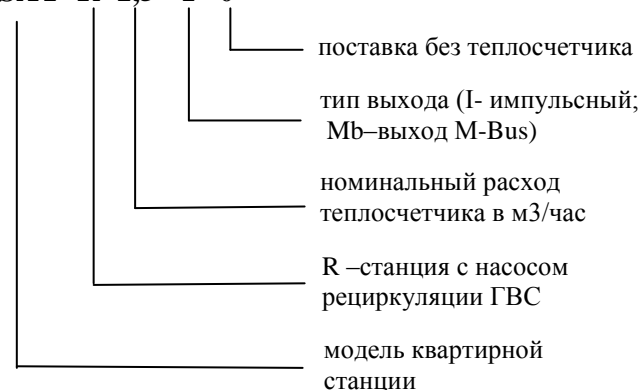 поставка без теплосчетчика
тип выхода (I- импульсный;
Mb–выход M-Bus)
номинальный расход
теплосчетчика в м3/час
R –станция с насосом
рециркуляции ГВС
модель квартирной
станции